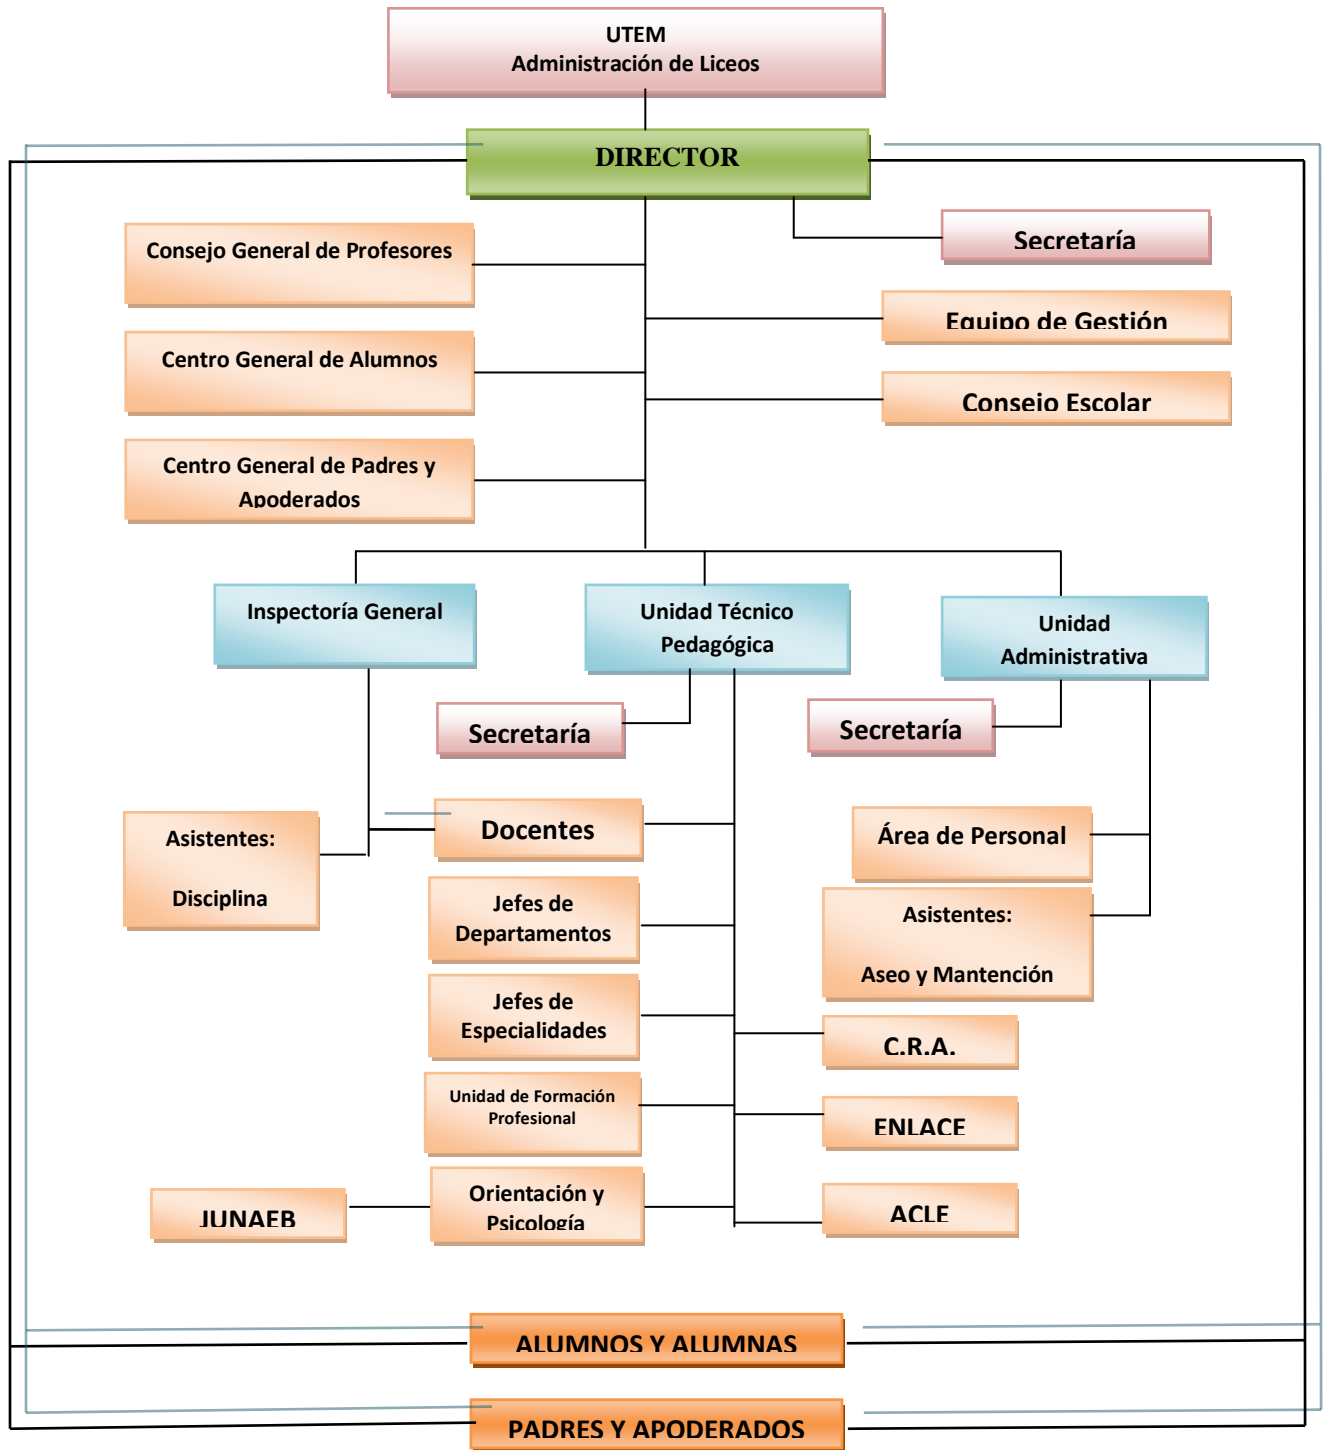 UTEM
Administración de Liceos
DIRECTOR
Secretaría
Consejo General de Profesores
Equipo de Gestión
Centro General de Alumnos
Consejo Escolar
Centro General de Padres y
Apoderados
Inspectoría General
Unidad Técnico
Pedagógica
Unidad
Administrativa
Secretaría
Secretaría
Asistentes:
Disciplina
Docentes
Área de Personal
Jefes de
Departamentos
Asistentes:
Aseo y Mantención
Jefes de
Especialidades
C.R.A.
Unidad de Formación
Profesional
ENLACE
Orientación y
Psicología
JUNAEB
ACLE
ALUMNOS Y ALUMNAS
PADRES Y APODERADOS